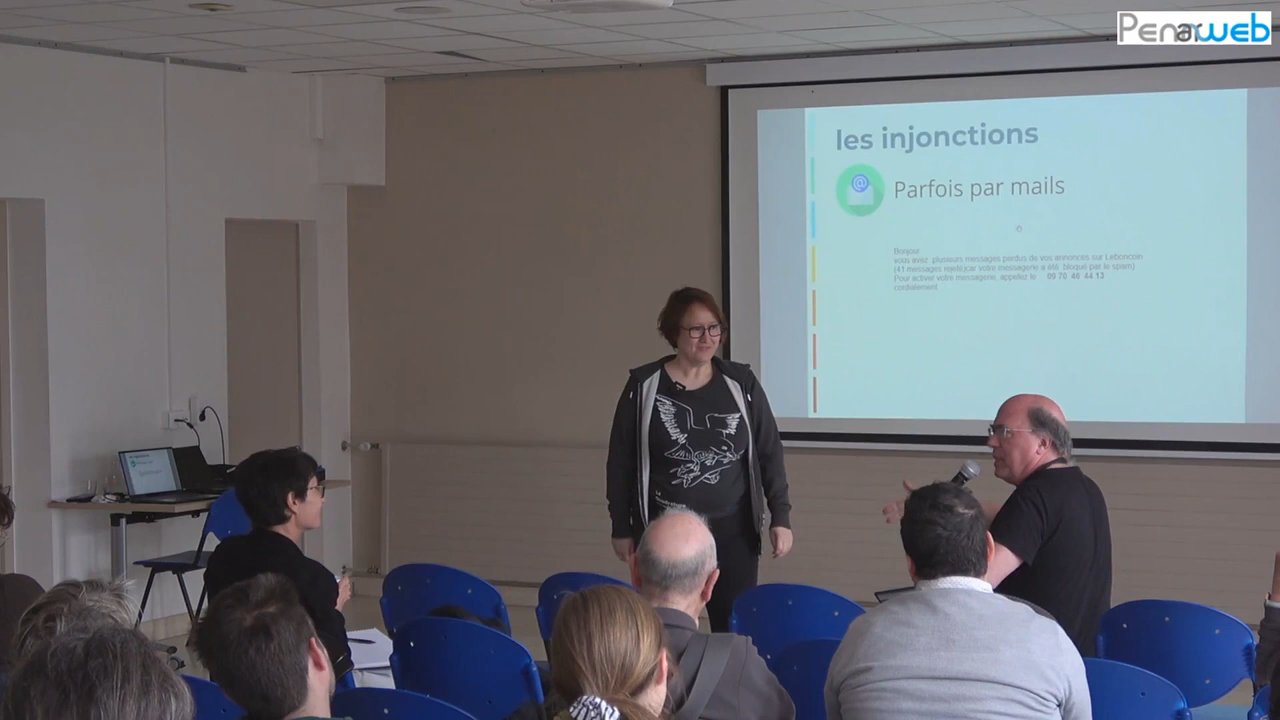 Penarweb
les injonctions
Parfois par mails
Bonjour
vous avez plusieurs messages perdus de vos annonces sur Leboncoin
(41 messages rejeté)car votre messagerie a été bloqué par le spam)
Pour activer votre messagerie, appelez le 09 70 46 44 13
cordialement